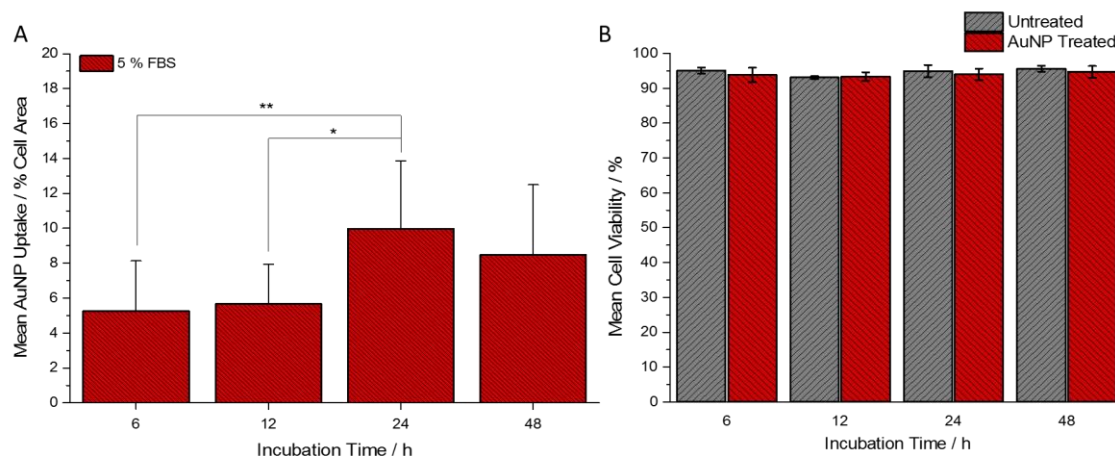 A
5 % FBS
**
*
20
18
16
14
12
10
8
6
4
2
0
Mean AuNP Uptake / % Cell Area
6 12 24 48
Incubation Time / h
B
Untreated
AuNP Treated
100
90
80
70
60
50
40
30
20
10
0
Mean Cell Viability / %
6 12 24 48
Incubation Time / h